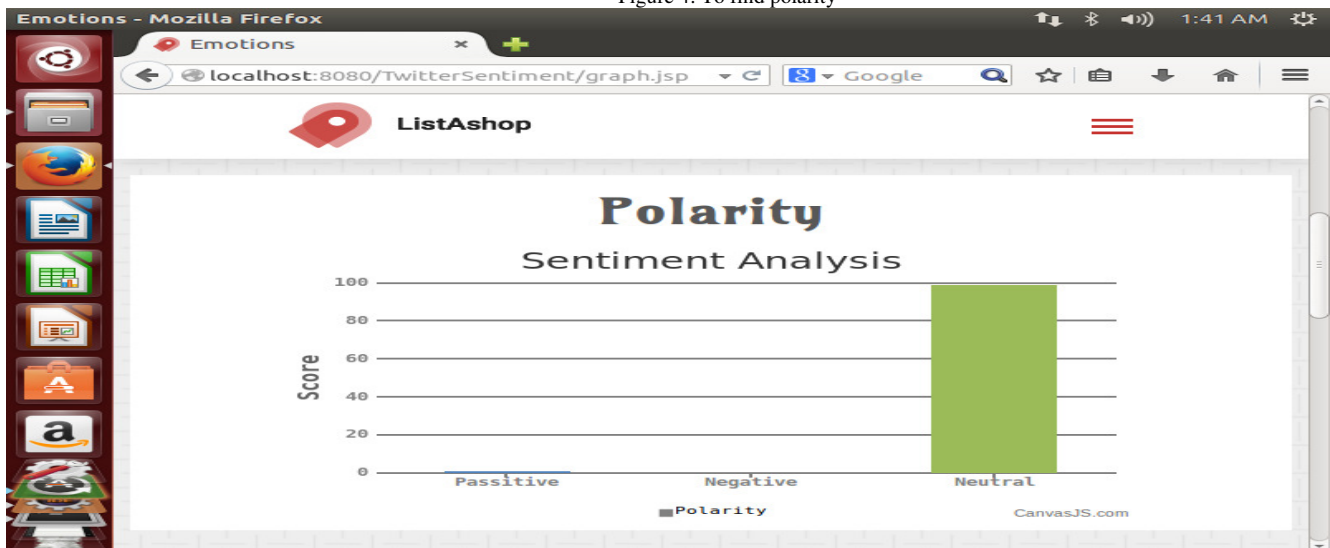 Figure 4: To find polarity
Emotions - Mozilla Firefox
1:41 AM
Emotions
localhost:8080/TwitterSentiment/graph.jsp
8
Google
ListAshop
Polarity
Sentiment Analysis
Score
100
80
60
40
20
0
Passitive
Negative
Neutral
Polarity
CanvasJS.com
A
a